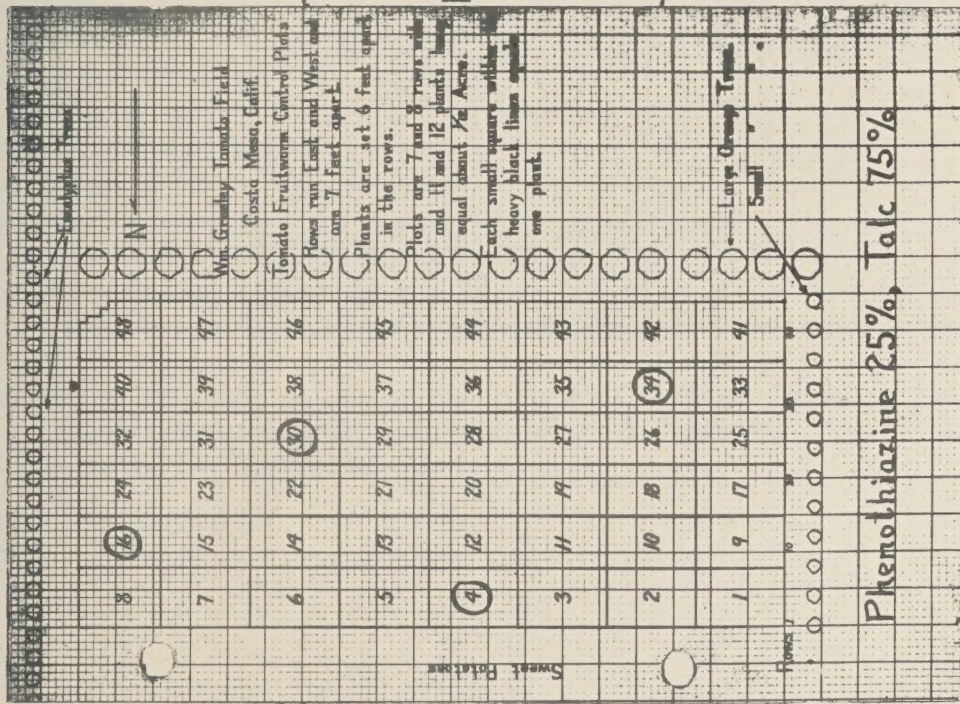 Eucalyptus Trees
N
Wm. Greeley Tomato Field
Costa Mesa, Calif.
Tomato Fruitworm Control Plots
Rows run East and West and
are 7 feet apart
Plants are set 6 feet apart
in the rows.
Plots are 7 and 8 rows wide
and 11 and 12 plants long
equal about 1/12 Acre.
Each small square within
heavy black lines equals
one plant.
Large Orange Trees
Small " "
48 47 46 45 44 43 42 41
40 39 38 37 36 35 34 33
32 31 30 29 28 27 26 25
24 23 22 21 20 19 18 17
16 15 14 13 12 11 10 9
8 7 6 5 4 3 2 1
Rows 1 10
Sweet Potatoes
Phenothiazine 25%, Talc 75%